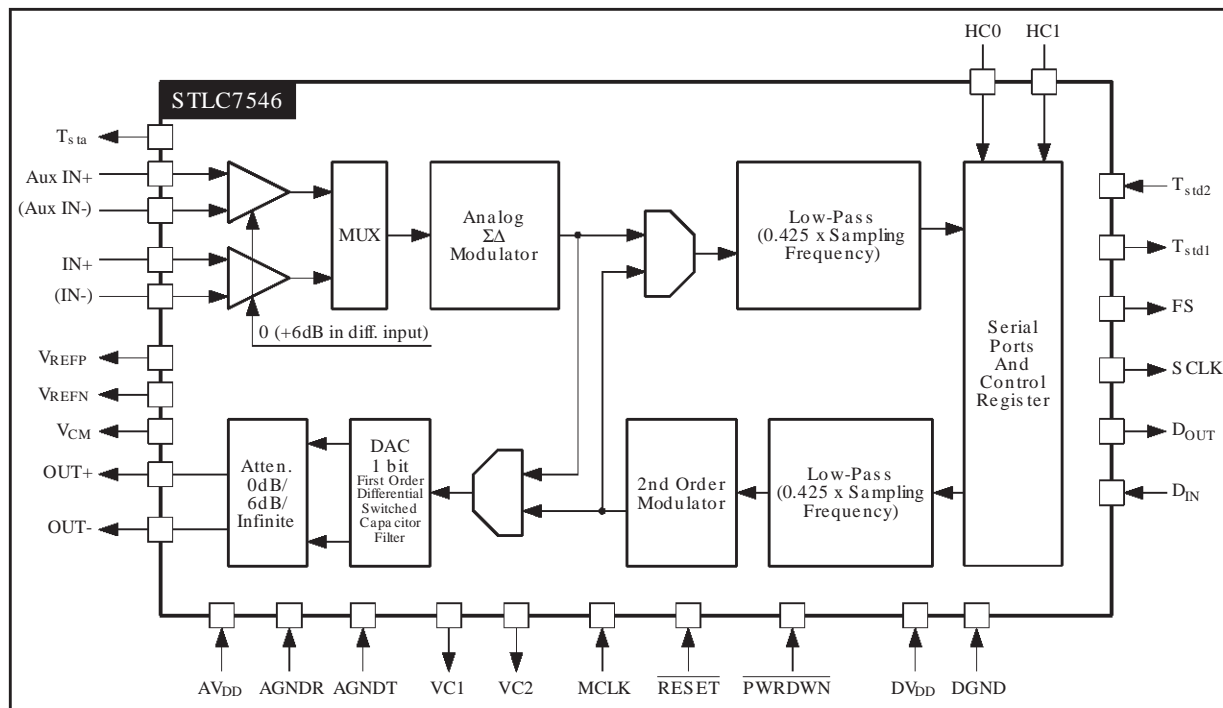 HC0 HC1
STLC7546
Tsta
Aux IN+
(Aux IN-)
IN+
(IN-)
MUX
Analog
ΣΔ
Modulator
Low-Pass
(0.425 x Sampling
Frequency)
0 (+6dB in diff. input)
Serial
Ports
And
Control
Register
Tstd2
Tstd1
FS
SCLK
DOUT
DIN
VREFP
VREFN
VCM
OUT+
OUT-
Atten.
0dB/
6dB/
Infinite
DAC
1 bit
First Order
Differential
Switched
Capacitor
Filter
2nd Order
Modulator
Low-Pass
(0.425 x Sampling
Frequency)
AVDD AGNDR AGNDT VC1 VC2 MCLK RESET PWRDWN DVDD DGND